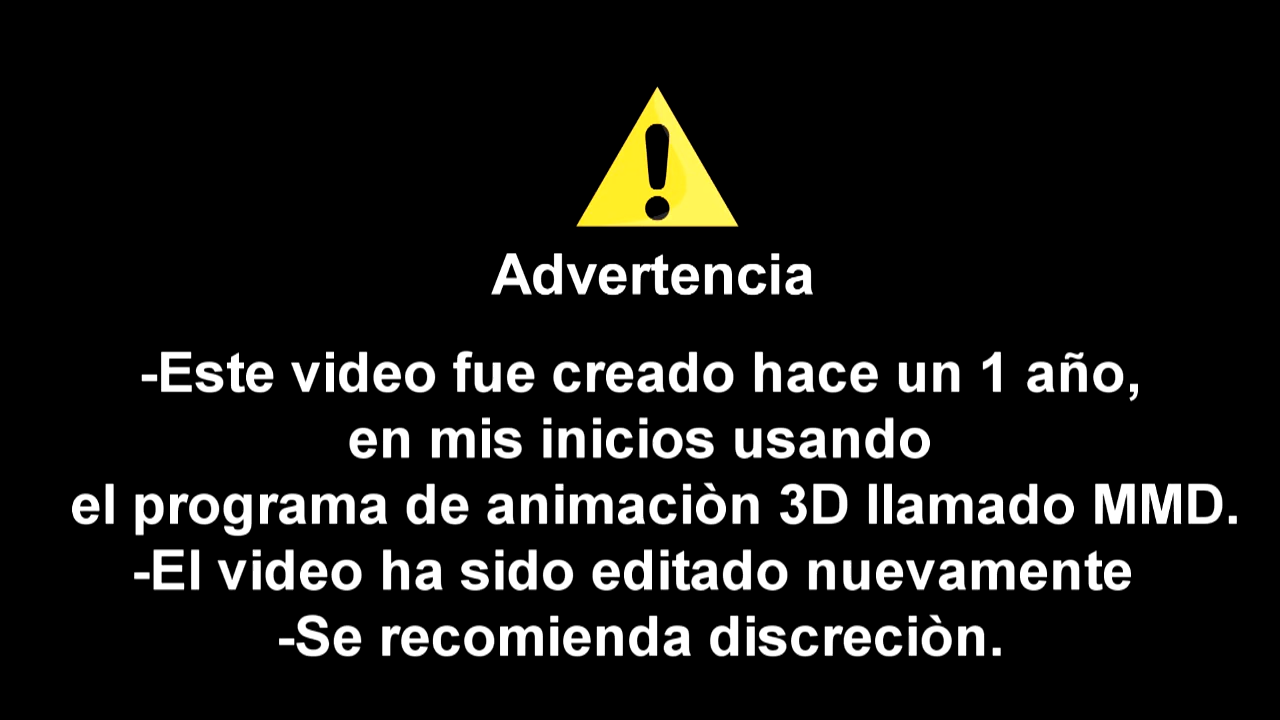 Advertencia
-Este video fue creado hace un 1 año,
en mis inicios usando
el programa de animaciòn 3D llamado MMD.
-El video ha sido editado nuevamente
-Se recomienda discreciòn.